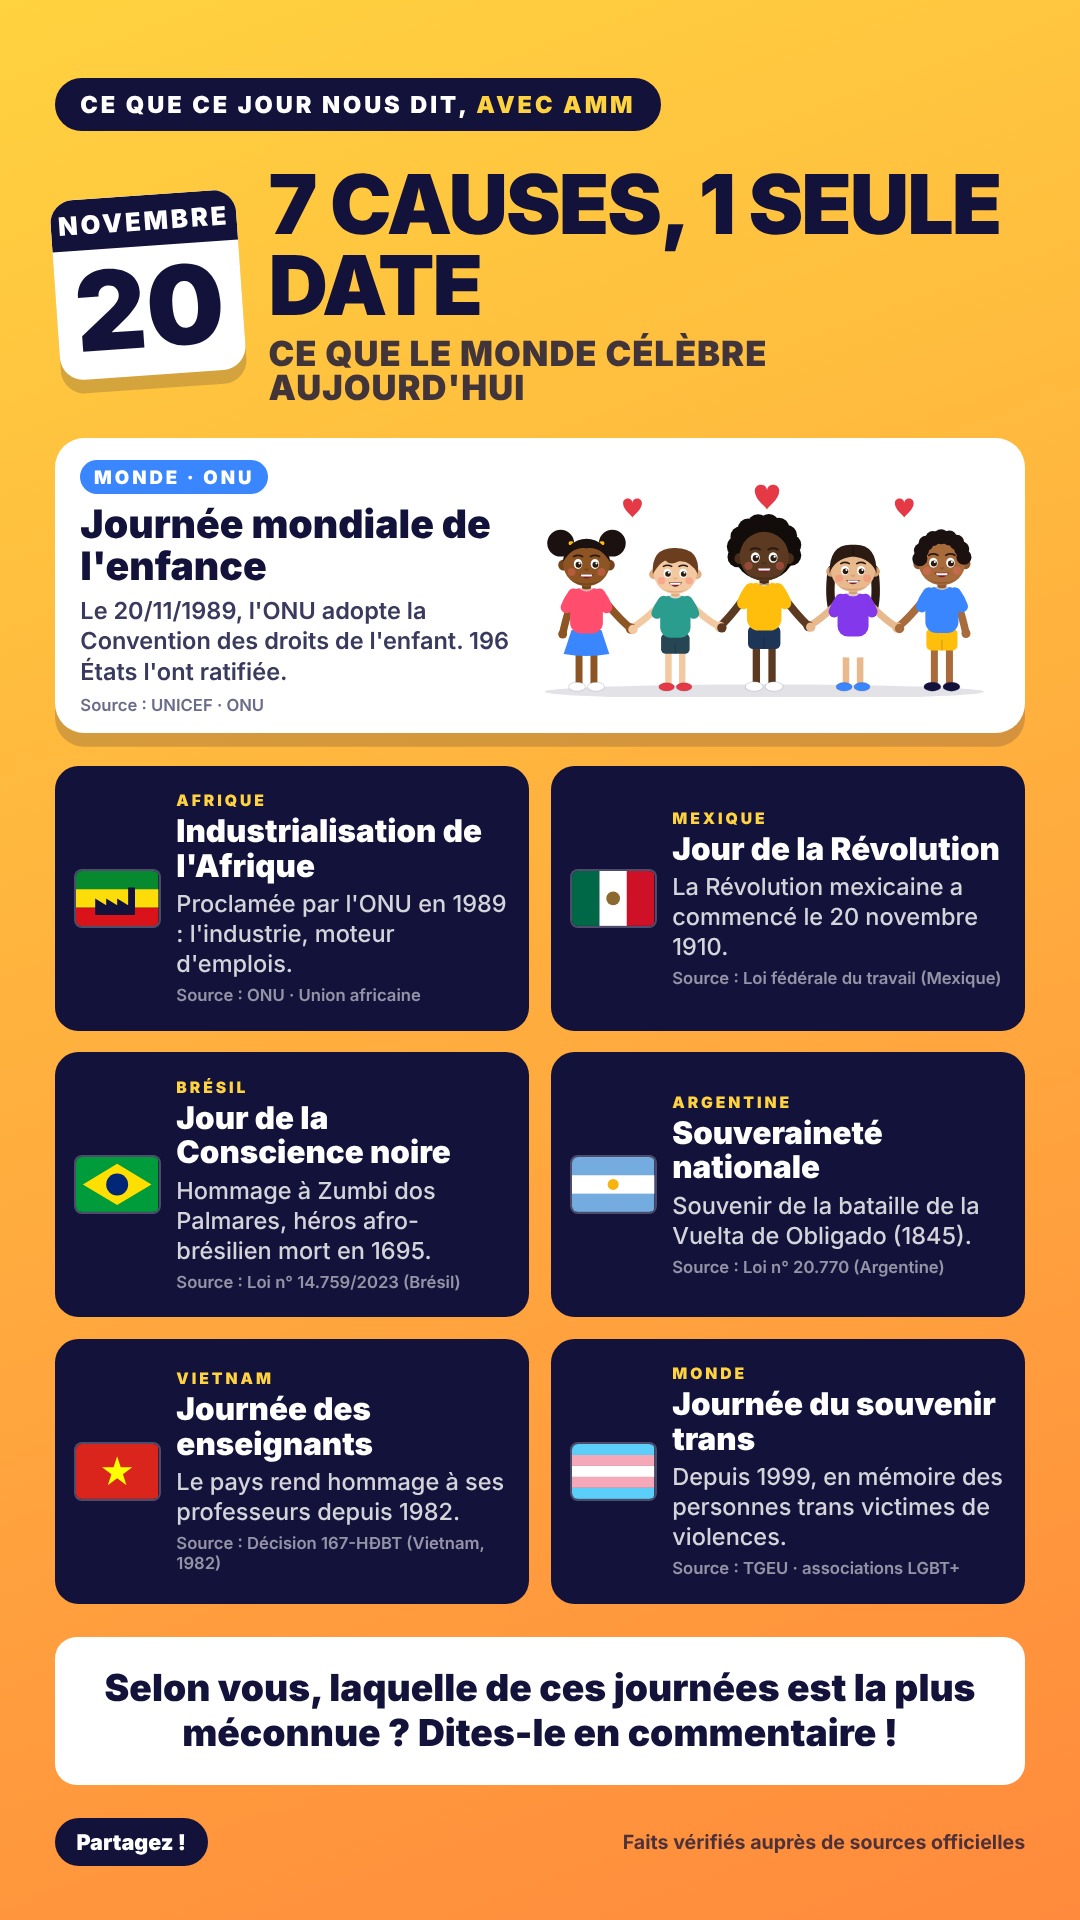 CE QUE CE JOUR NOUS DIT, AVEC AMM
NOVEMBRE
20
7 CAUSES, 1 SEULE
DATE
CE QUE LE MONDE CÉLÈBRE
AUJOURD'HUI
MONDE · ONU
Journée mondiale de
l'enfance
Le 20/11/1989, l'ONU adopte la
Convention des droits de l'enfant. 196
États l'ont ratifiée.
Source : UNICEF · ONU
AFRIQUE
Industrialisation de
l'Afrique
Proclamée par l'ONU en 1989
: l'industrie, moteur
d'emplois.
Source : ONU · Union africaine
MEXIQUE
Jour de la Révolution
La Révolution mexicaine a
commencé le 20 novembre
1910.
Source : Loi fédérale du travail (Mexique)
BRÉSIL
Jour de la
Conscience noire
Hommage à Zumbi dos
Palmares, héros afro-
brésilien mort en 1695.
Source : Loi n° 14.759/2023 (Brésil)
ARGENTINE
Souveraineté
nationale
Souvenir de la bataille de la
Vuelta de Obligado (1845).
Source : Loi n° 20.770 (Argentine)
VIETNAM
Journée des
enseignants
Le pays rend hommage à ses
professeurs depuis 1982.
Source : Décision 167-HĐBT (Vietnam,
1982)
MONDE
Journée du souvenir
trans
Depuis 1999, en mémoire des
personnes trans victimes de
violences.
Source : TGEU · associations LGBT+
Selon vous, laquelle de ces journées est la plus
méconnue ? Dites-le en commentaire !
Partagez !
Faits vérifiés auprès de sources officielles